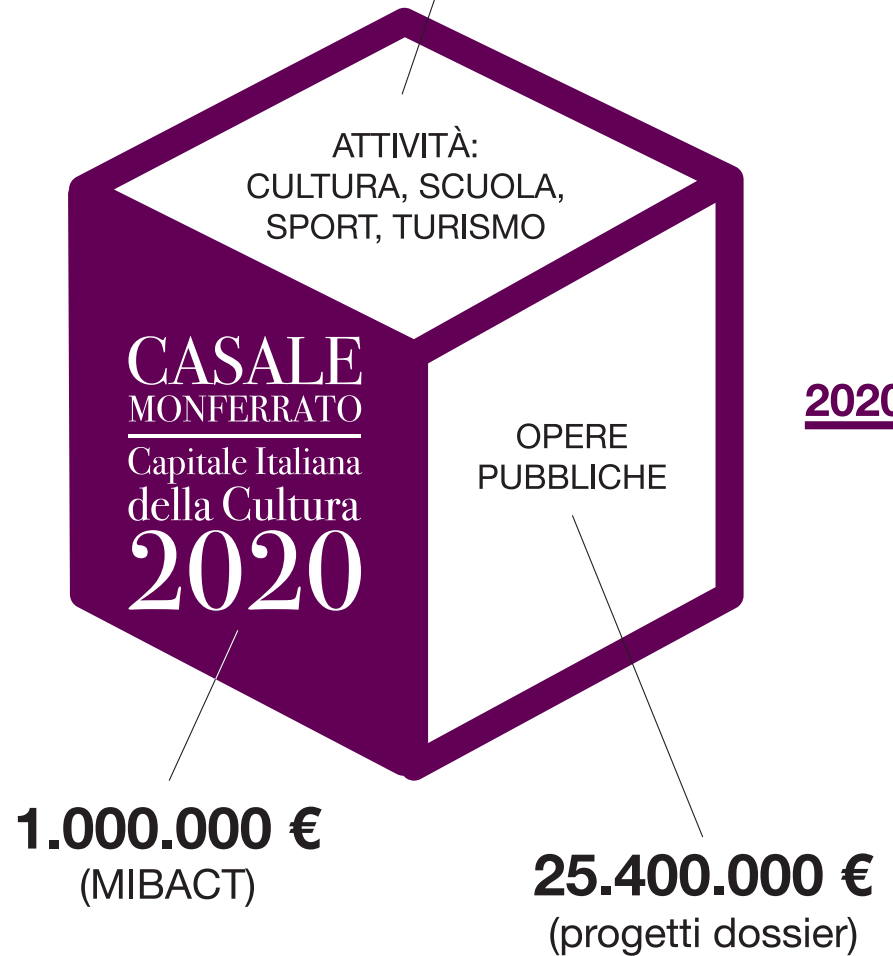 ATTIVITÀ:
CULTURA, SCUOLA,
SPORT, TURISMO
CASALE
MONFERRATO
Capitale Italiana
della Cultura
2020
OPERE
PUBBLICHE
2020
1.000.000 €
(MIBACT)
25.400.000 €
(progetti dossier)